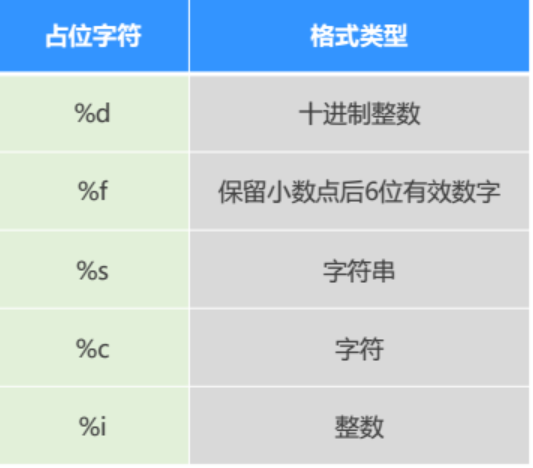 占位字符 格式类型
%d 十进制整数
%f 保留小数点后6位有效数字
%s 字符串
%c 字符
%i 整数